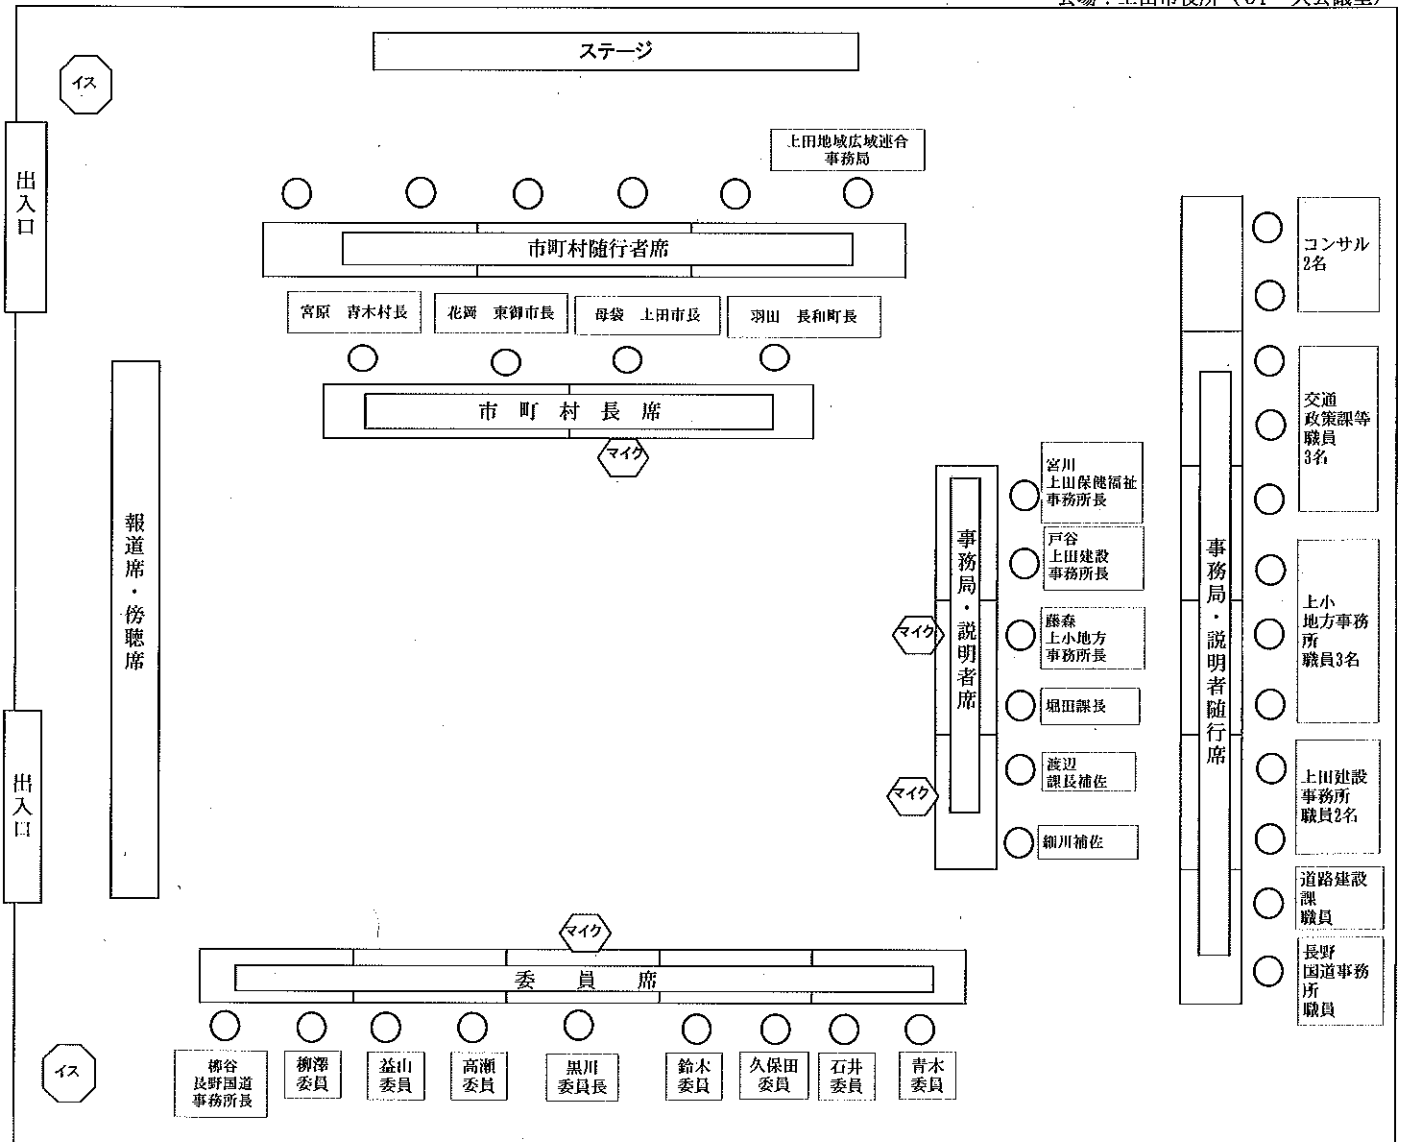 会場：上田市役所
ステージ
イス
出入口
上田地域広域連合
事務局
市町村随行者席
宮原　青木村長
花岡　東御市長
母袋　上田市長
羽田　長和町長
市町村長席
マイク
報道席・傍聴席
出入口
事務局・説明者席
マイク
マイク
宮川
上田保健福祉
事務所長
戸谷
上田建設
事務所長
藤森
上小地方
事務所長
堀田課長
渡辺
課長補佐
細川補佐
事務局・説明者随行席
コンサル
2名
交通
政策課等
職員
3名
上小
地方事務
所
職員3名
上田建設
事務所
職員2名
道路建設
課
職員
長野
国道事務
所
職員
マイク
委員席
イス
柳谷
長野国道
事務所長
柳澤
委員
益山
委員
高瀬
委員
黒川
委員長
鈴木
委員
久保田
委員
石井
委員
青木
委員